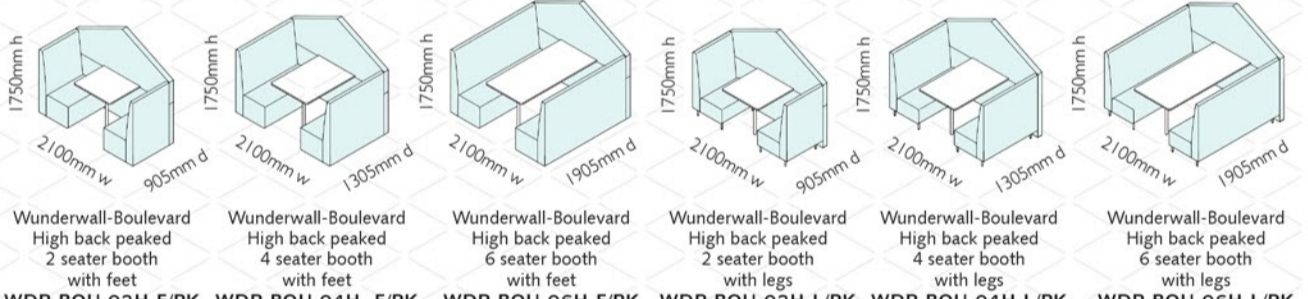 1750mm h
2100mm w
905mm d
Wunderwall-Boulevard
High back peaked
2 seater booth
with feet
1750mm h
2100mm w
1305mm d
Wunderwall-Boulevard
High back peaked
4 seater booth
with feet
1750mm h
2100mm w
1905mm d
Wunderwall-Boulevard
High back peaked
6 seater booth
with feet
1750mm h
2100mm w
905mm d
Wunderwall-Boulevard
High back peaked
2 seater booth
with legs
1750mm h
2100mm w
1305mm d
Wunderwall-Boulevard
High back peaked
4 seater booth
with legs
1750mm h
2100mm w
1905mm d
Wunderwall-Boulevard
High back peaked
6 seater booth
with legs